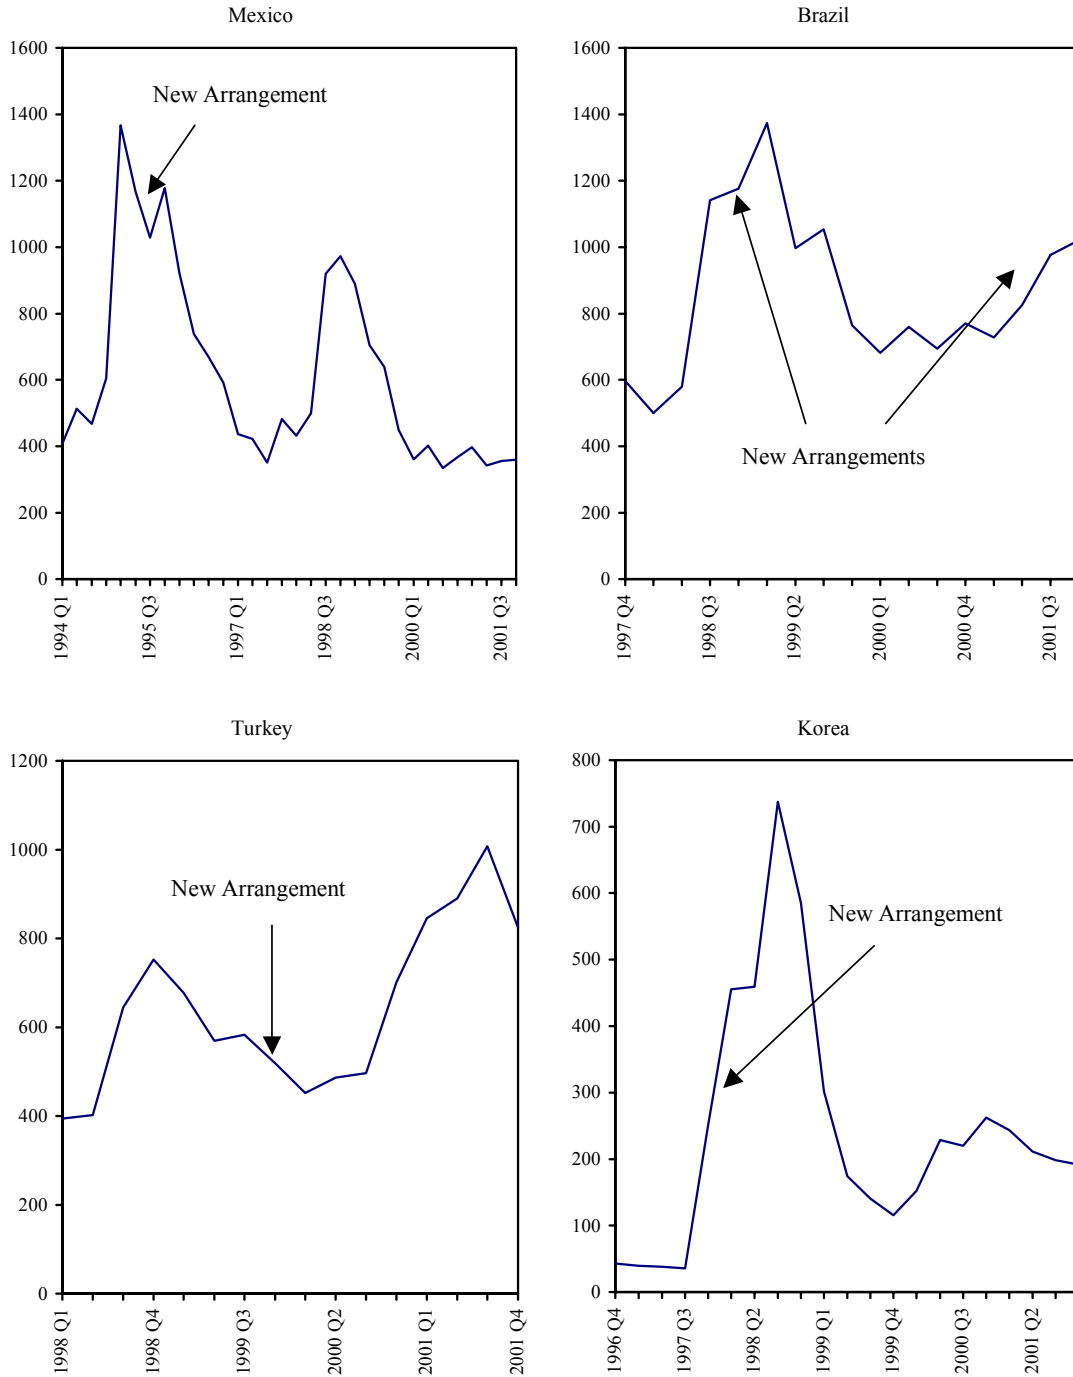 Mexico
1600
1400
1200
1000
800
600
400
200
0
New Arrangement
1994 Q1
1995 Q3
1997 Q1
1998 Q3
2000 Q1
2001 Q3
Brazil
1600
1400
1200
1000
800
600
400
200
0
New Arrangements
1997 Q4
1998 Q3
1999 Q2
2000 Q1
2000 Q4
2001 Q3
Turkey
1200
1000
800
600
400
200
0
New Arrangement
1998 Q1
1998 Q4
1999 Q3
2000 Q2
2001 Q1
2001 Q4
Korea
800
700
600
500
400
300
200
100
0
New Arrangement
1996 Q4
1997 Q3
1998 Q2
1999 Q1
1999 Q4
2000 Q3
2001 Q2